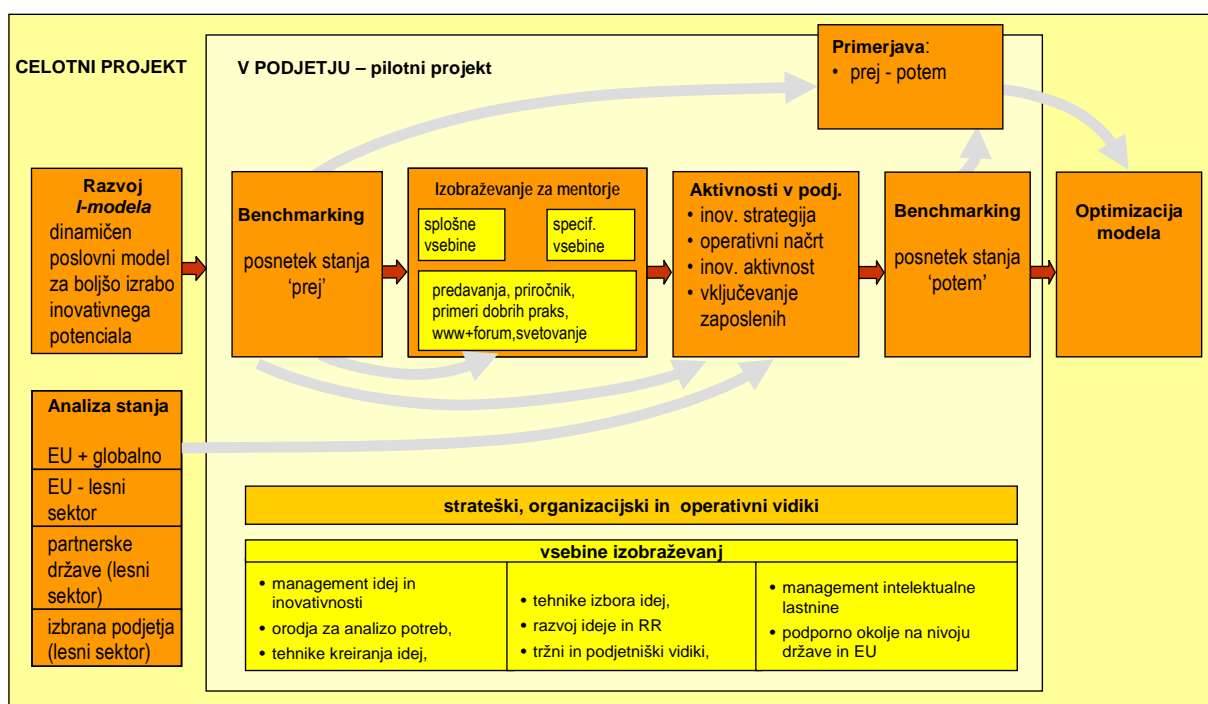 CELOTNI PROJEKT
V PODJETJU – pilotni projekt
Primerjava:
• prej - potem
Razvoj
I-modela
dinamičen
poslovni model
za boljšo izrabo
inovativnega
potenciala
Benchmarking
posnetek stanja
‘prej’
Izobraževanje za mentorje
splošne
vsebine
specif.
vsebine
predavanja, priročnik,
primeri dobrih praks,
www+forum,svetovanje
Aktivnosti v podj.
• inov. strategija
• operativni načrt
• inov. aktivnost
• vključevanje
zaposlenih
Benchmarking
posnetek stanja
‘potem’
Optimizacija
modela
Analiza stanja
EU + globalno
EU - lesni
sektor
partnerske
države (lesni
sektor)
izbrana podjetja
(lesni sektor)
strateški, organizacijski in operativni vidiki
vsebine izobraževanj
• management idej in
inovativnosti
• orodja za analizo potreb,
• tehnike kreiranja idej,
• tehnike izbora idej,
• razvoj ideje in RR
• tržni in podjetniški vidiki,
• management intelektualne
lastnine
• podporno okolje na nivoju
države in EU